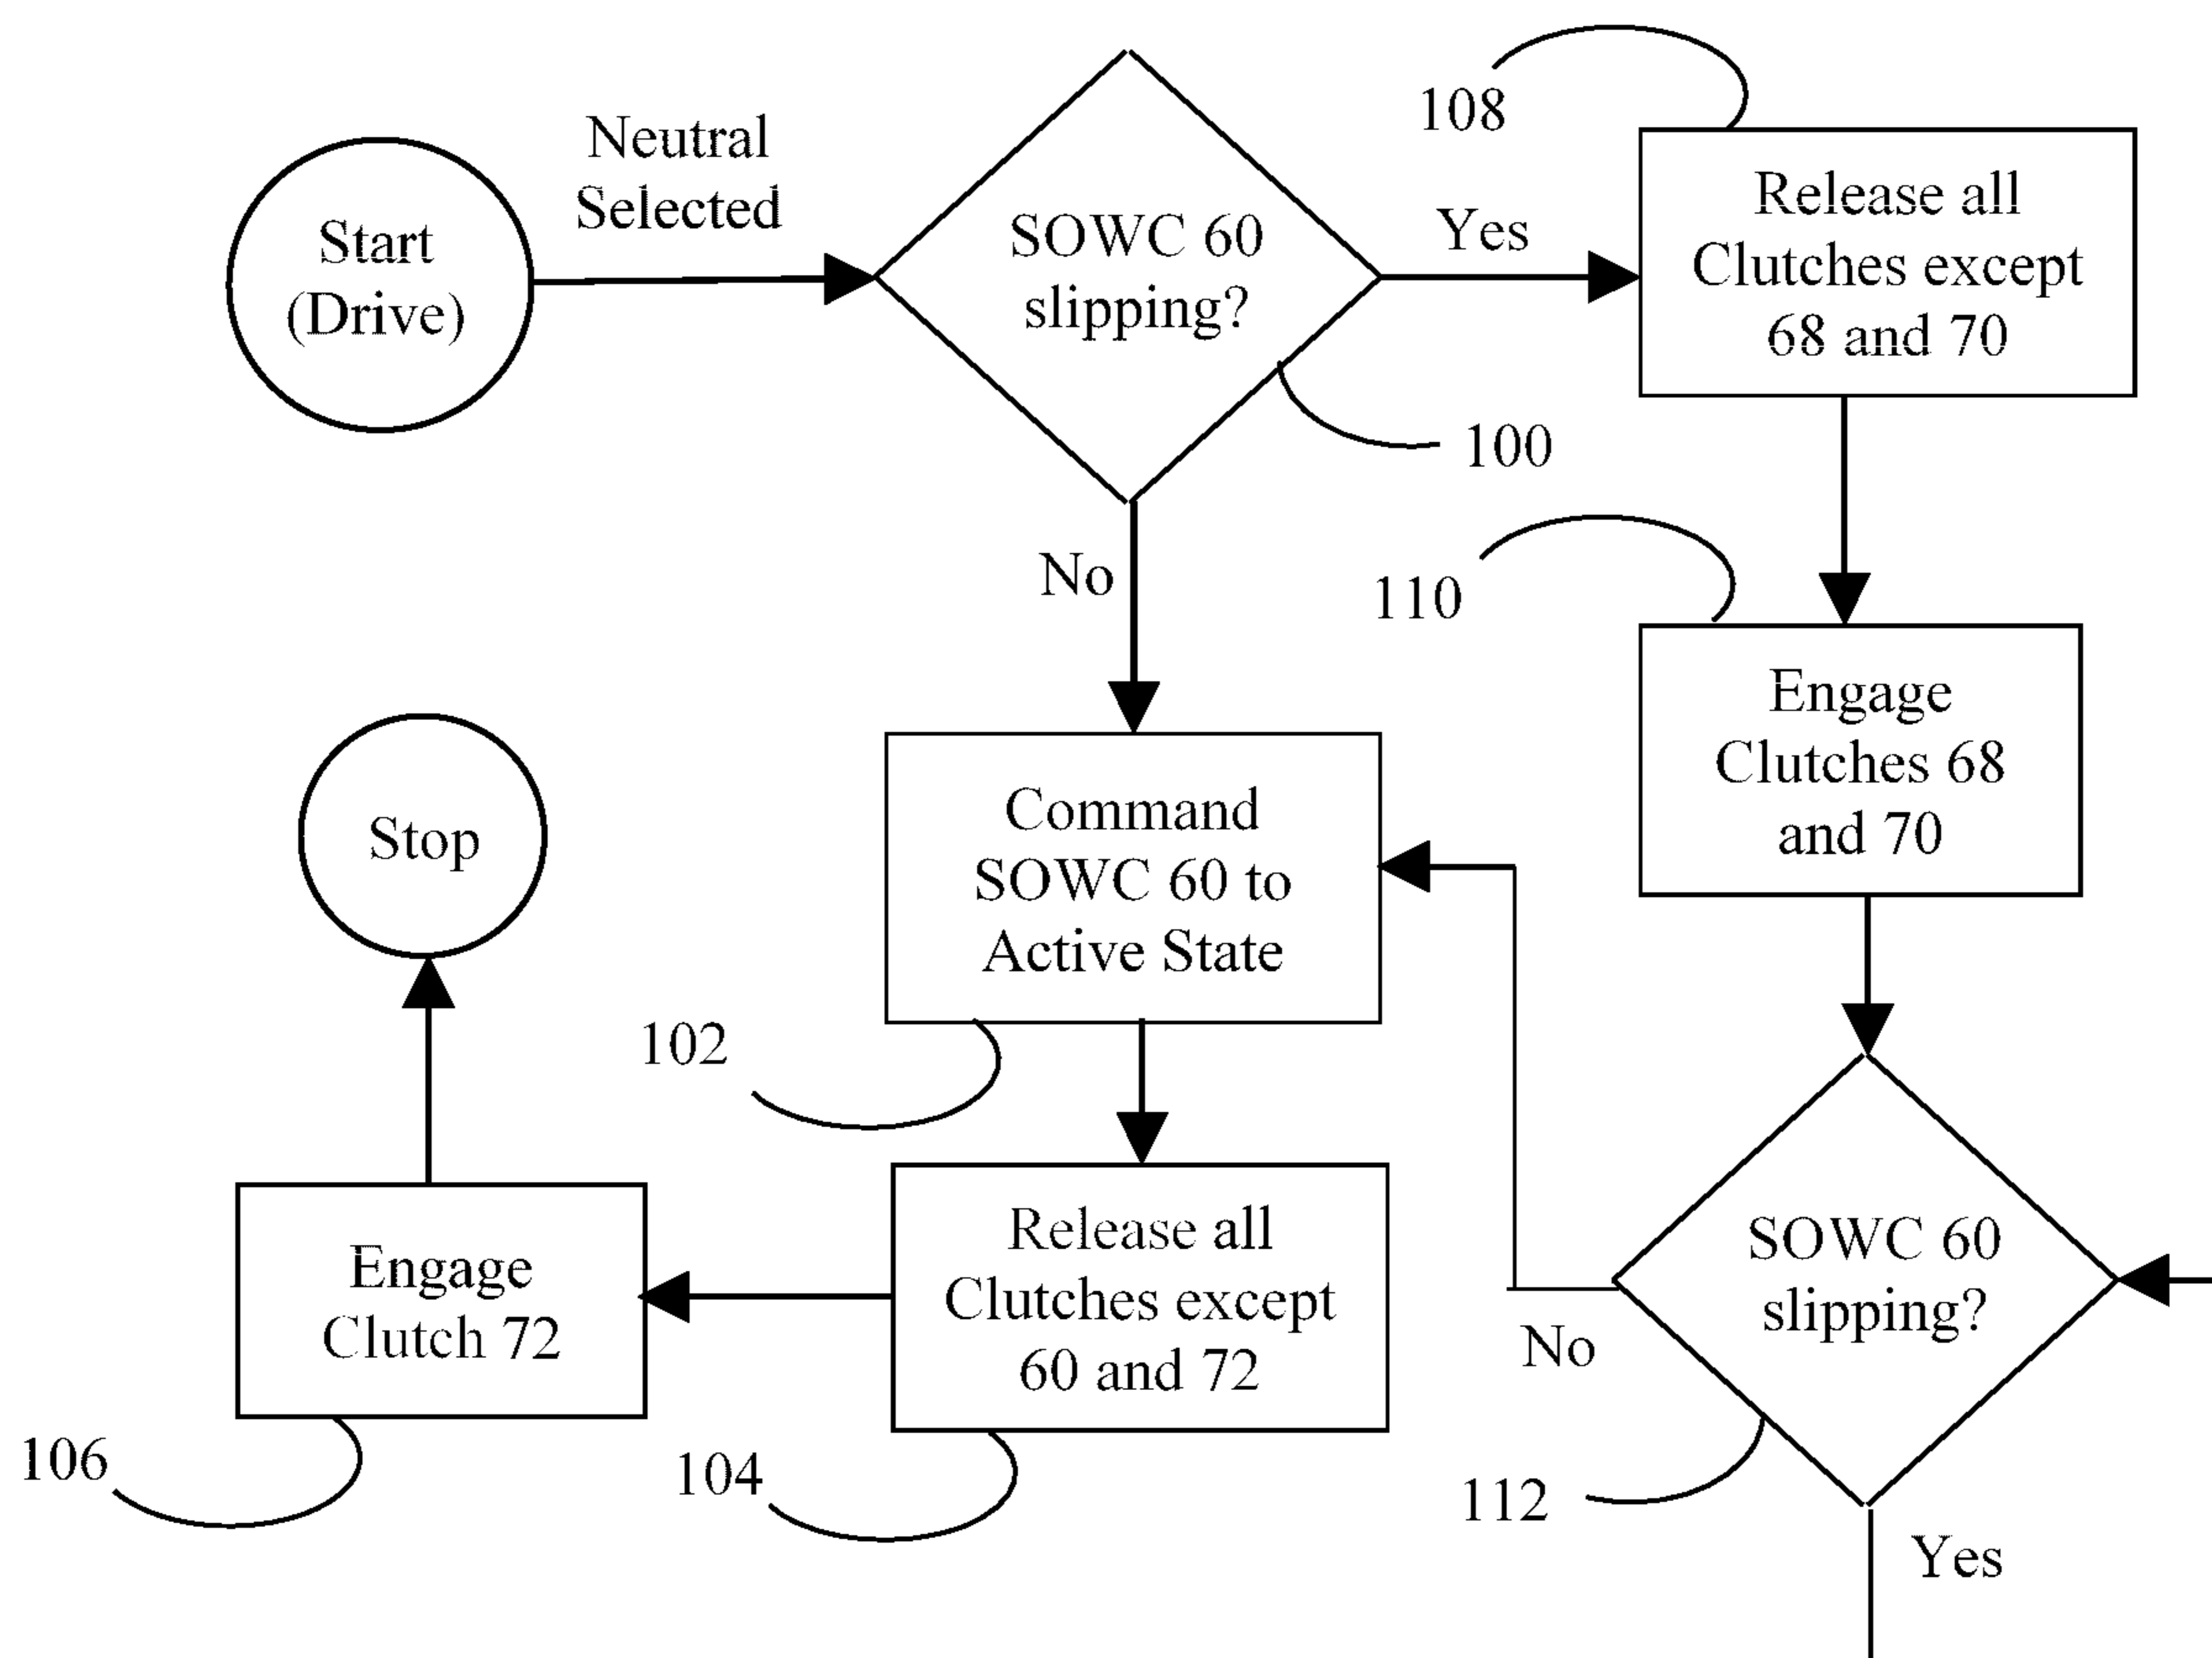 Start
(Drive)
Neutral
Selected
SOWC 60
slipping?
100
Yes
108
Release all
Clutches except
68 and 70
No
110
Engage
Clutches 68
and 70
Command
SOWC 60 to
Active State
102
Stop
Release all
Clutches except
60 and 72
104
Engage
Clutch 72
106
SOWC 60
slipping?
No
112
Yes